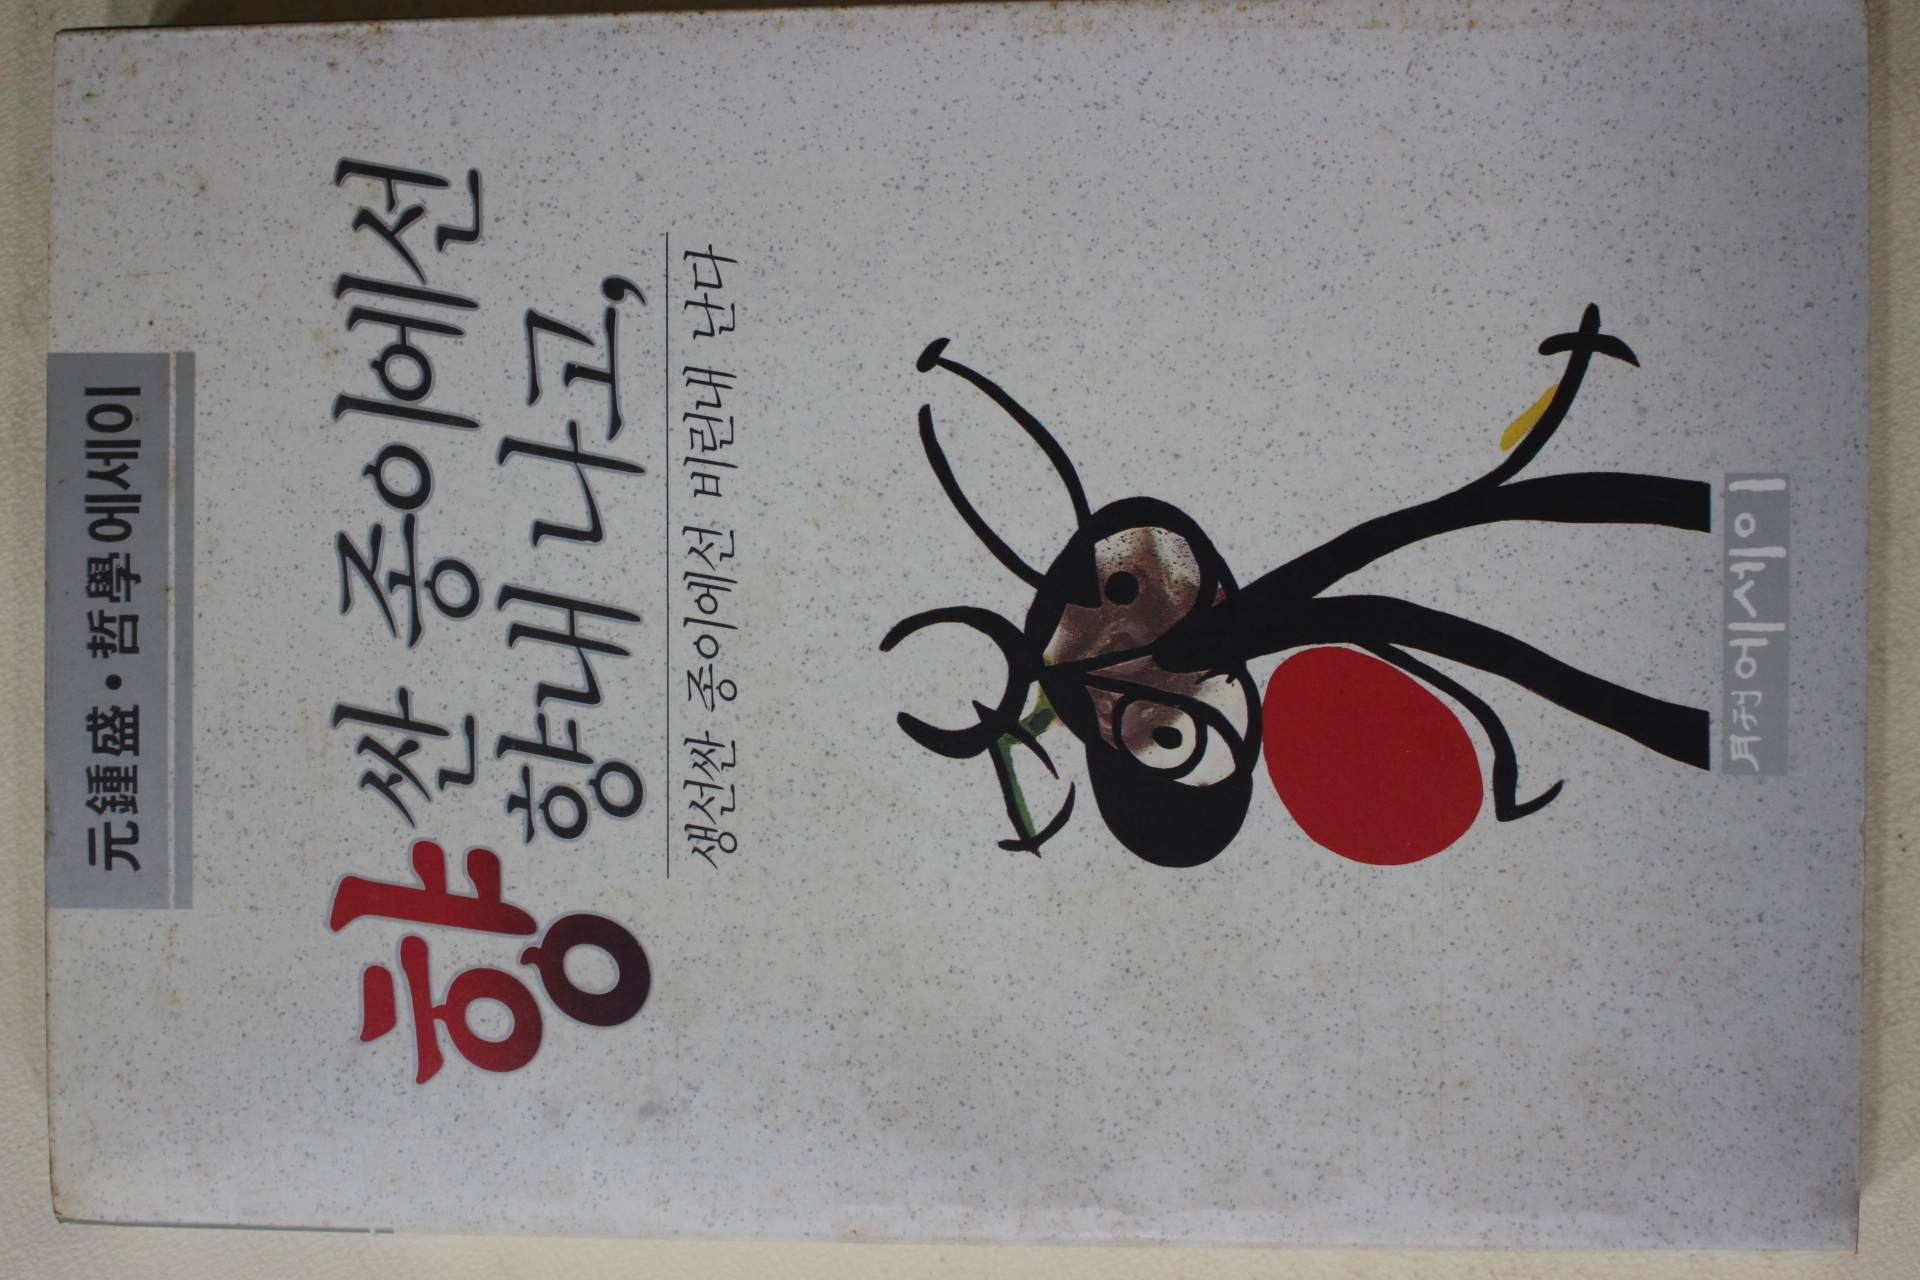 元鍾盛·哲學에세이
향 싼 종이에선
향내 나고,
생선싼 종이에선 비린내 난다
月천에세이